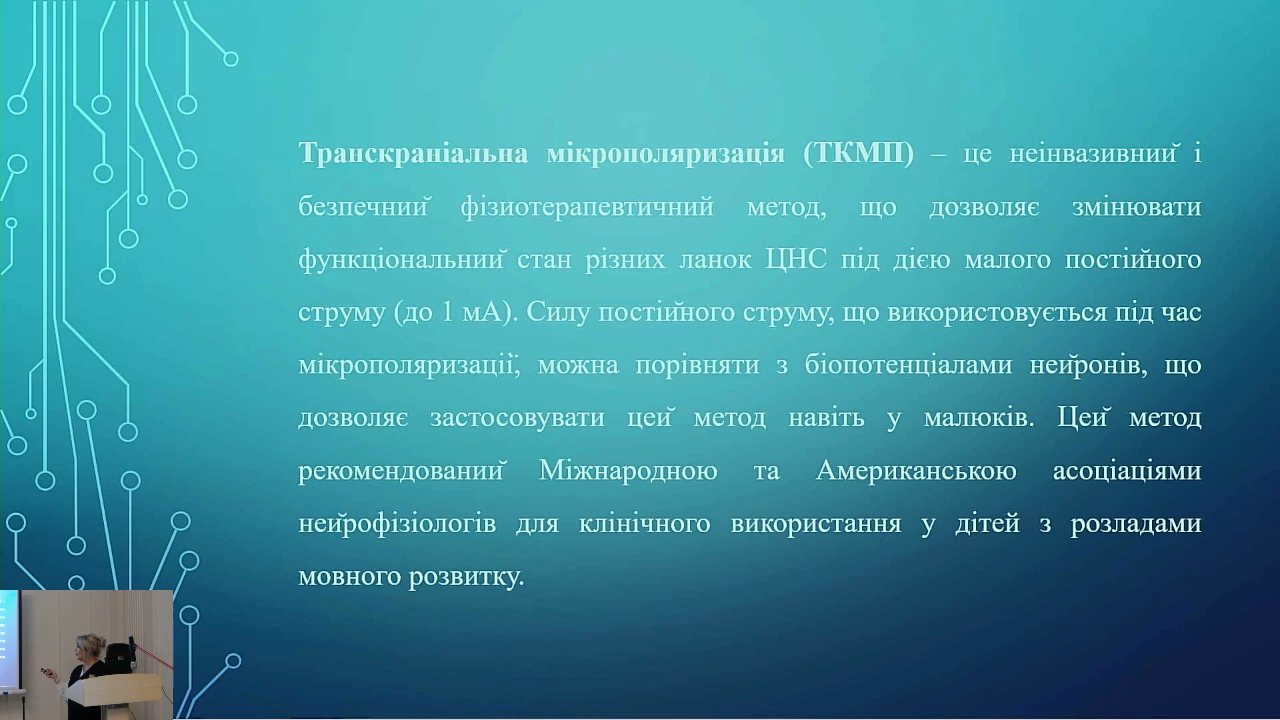 Транскраніальна мікрополяризація (ТКМП) – це неінвазивний і
безпечний фізиотерапевтичний метод, що дозволяє змінювати
функціональний стан різних ланок ЦНС під дією малого постійного
струму (до 1 мА). Силу постійного струму, що використовується під час
мікрополяризації, можна порівняти з біопотенціалами нейронів, що
дозволяє застосовувати цей метод навіть у малюків. Цей метод
рекомендований Міжнародною та Американською асоціаціями
нейрофізіологів для клінічного використання у дітей з розладами
мовного розвитку.